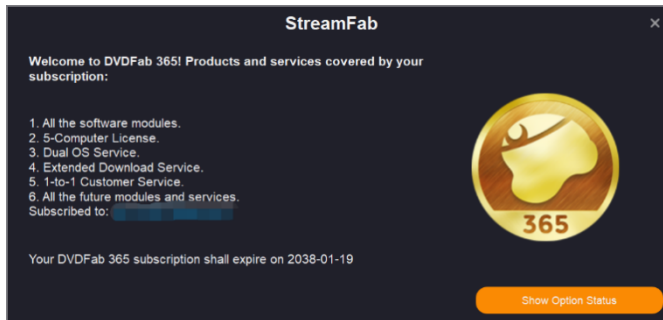 StreamFab
Welcome to DVDFab 365! Products and services covered by your
subscription:
1. All the software modules.
2. 5-Computer License.
3. Dual OS Service.
4. Extended Download Service.
5. 1-to-1 Customer Service.
6. All the future modules and services.
Subscribed to:
365
Your DVDFab 365 subscription shall expire on 2038-01-19
Show Option Status